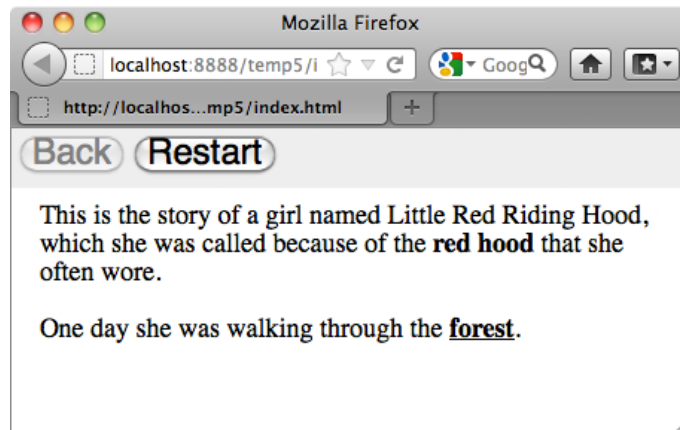 Mozilla Firefox
localhost:8888/temp5/i
Goog
http://localhos...mp5/index.html
Back Restart
This is the story of a girl named Little Red Riding Hood,
which she was called because of the red hood that she
often wore.
One day she was walking through the forest.